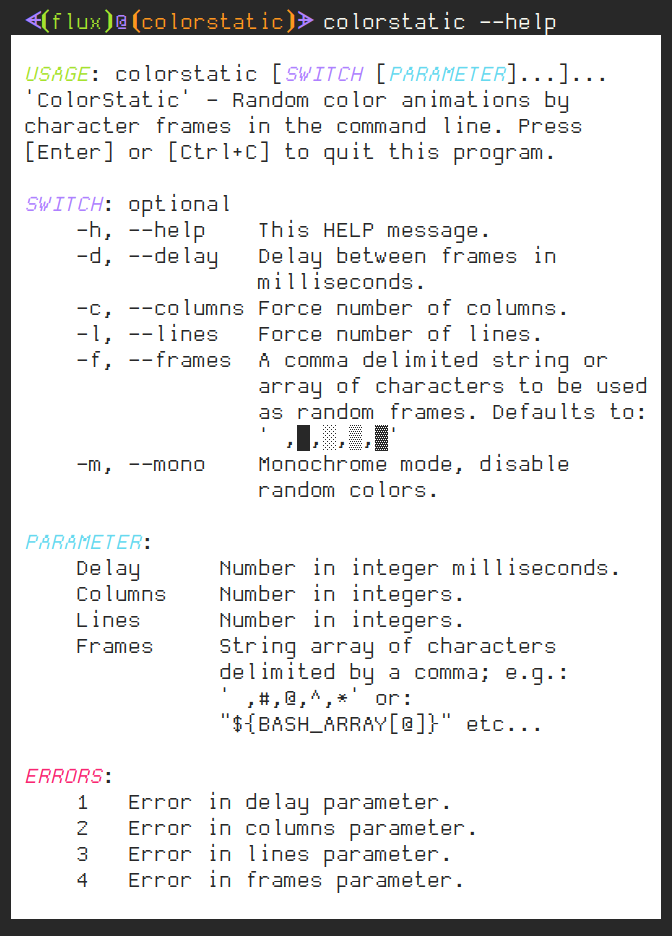 ⋞(flux)@(colorstatic)⋟ colorstatic --help
USAGE: colorstatic [SWITCH [PARAMETER]...]...
'ColorStatic' - Random color animations by
character frames in the command line. Press
[Enter] or [Ctrl+C] to quit this program.
SWITCH: optional
-h, --help This HELP message.
-d, --delay Delay between frames in
milliseconds.
-c, --columns Force number of columns.
-l, --lines Force number of lines.
-f, --frames A comma delimited string or
array of characters to be used
as random frames. Defaults to:
' ,█,░,▒,▓'
-m, --mono Monochrome mode, disable
random colors.
PARAMETER:
Delay Number in integer milliseconds.
Columns Number in integers.
Lines Number in integers.
Frames String array of characters
delimited by a comma; e.g.:
' ,#,@,^,*' or:
"${BASH_ARRAY[@]}" etc...
ERRORS:
1 Error in delay parameter.
2 Error in columns parameter.
3 Error in lines parameter.
4 Error in frames parameter.